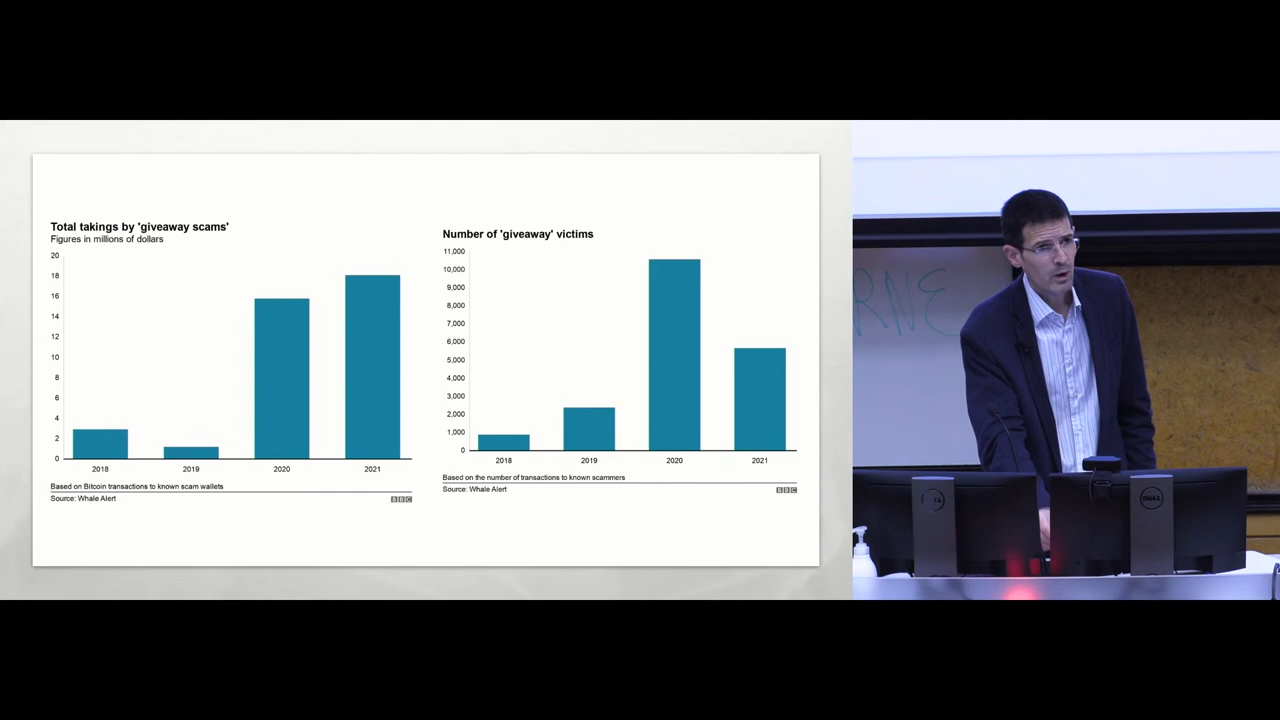 Total takings by 'giveaway scams'
Figures in millions of dollars
20
18
16
14
12
10
8
6
4
2
0
2018 2019 2020 2021
Based on Bitcoin transactions to known scam wallets
Source: Whale Alert BBC
Number of 'giveaway' victims
11,000
10,000
9,000
8,000
7,000
6,000
5,000
4,000
3,000
2,000
1,000
0
2018 2019 2020 2021
Based on the number of transactions to known scammers
Source: Whale Alert BBC
RNE
DELL